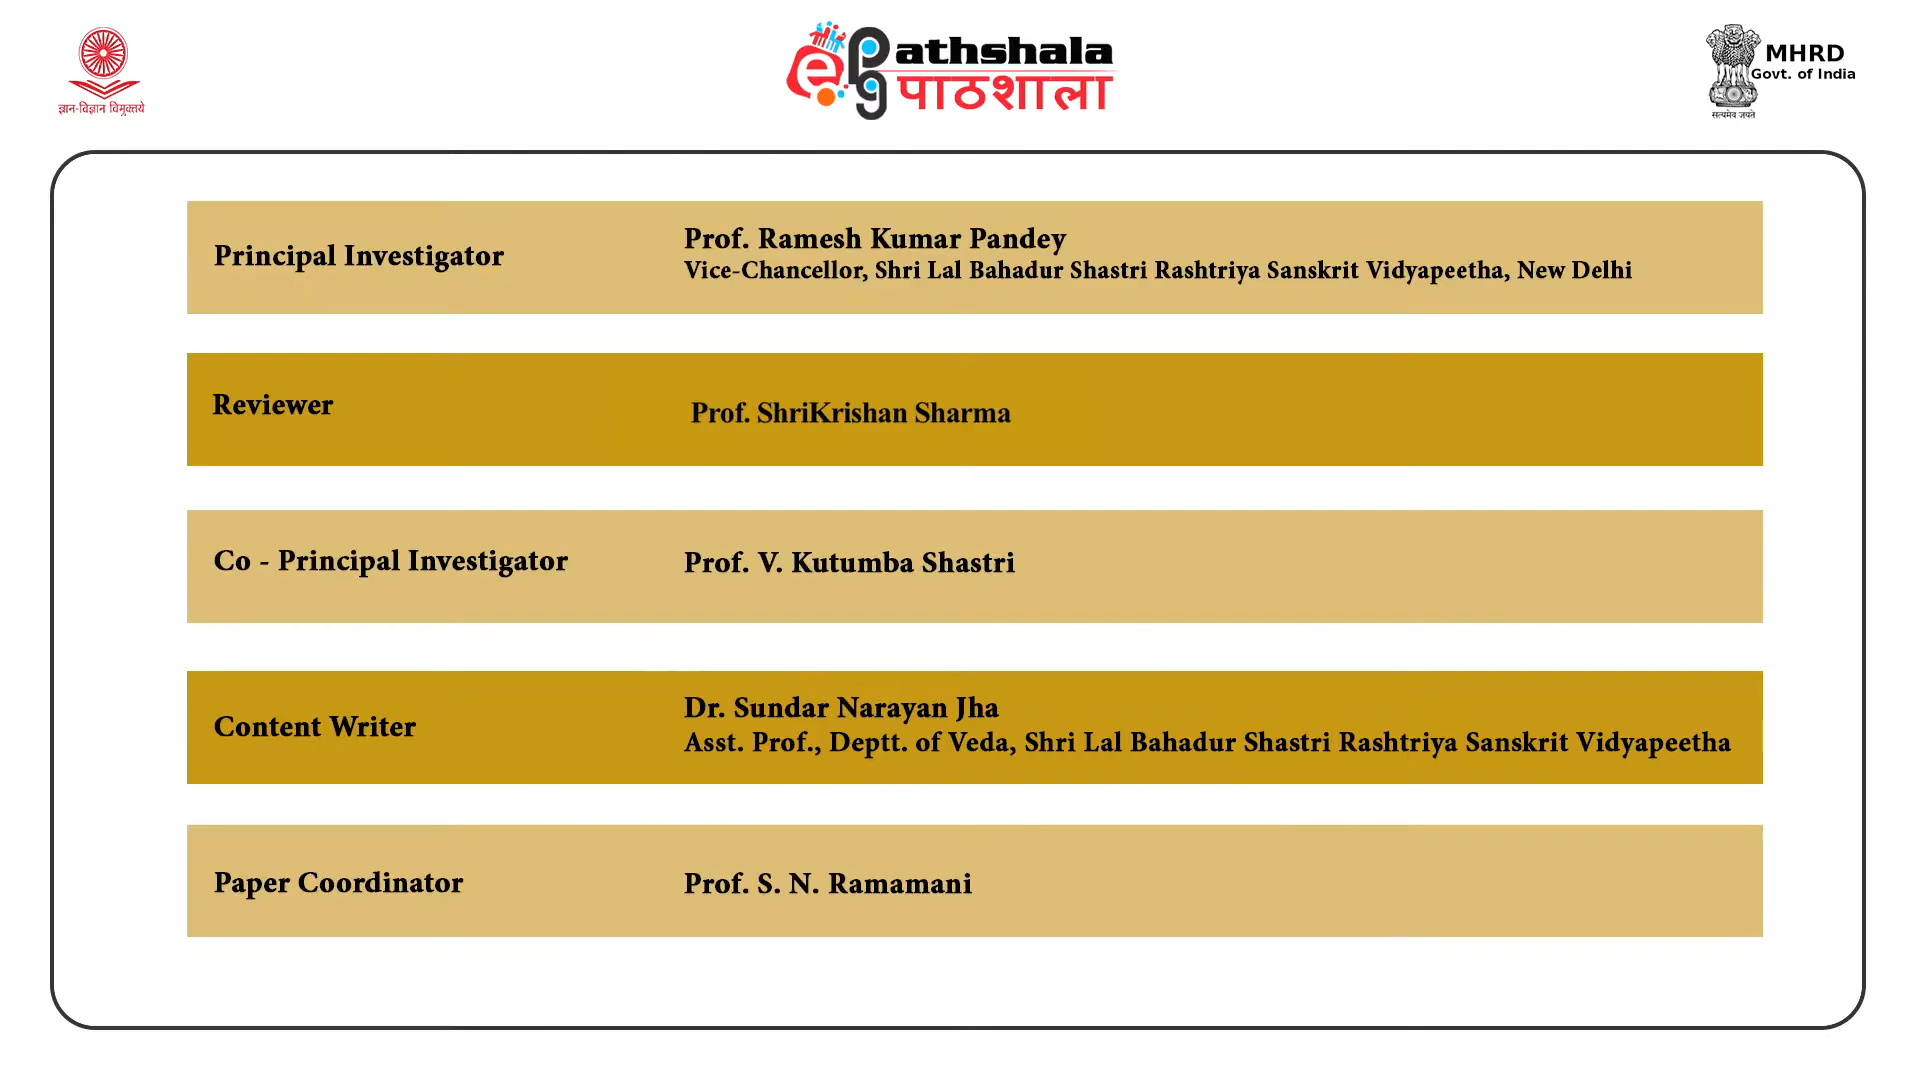 ज्ञान-विज्ञान विमुक्तये
e Pg athshala
पाठशाला
MHRD
Govt. of India
सत्यमेव जयते
Principal Investigator
Prof. Ramesh Kumar Pandey
Vice-Chancellor, Shri Lal Bahadur Shastri Rashtriya Sanskrit Vidyapeetha, New Delhi
Reviewer
Prof. ShriKrishan Sharma
Co - Principal Investigator
Prof. V. Kutumba Shastri
Content Writer
Dr. Sundar Narayan Jha
Asst. Prof., Deptt. of Veda, Shri Lal Bahadur Shastri Rashtriya Sanskrit Vidyapeetha
Paper Coordinator
Prof. S. N. Ramamani